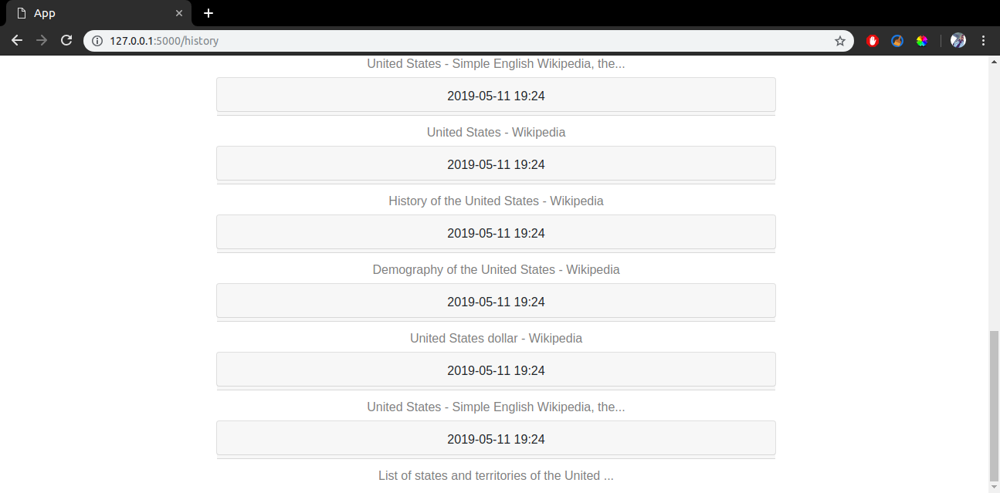 App
127.0.0.1:5000/history
United States - Simple English Wikipedia, the...
2019-05-11 19:24
United States - Wikipedia
2019-05-11 19:24
History of the United States - Wikipedia
2019-05-11 19:24
Demography of the United States - Wikipedia
2019-05-11 19:24
United States dollar - Wikipedia
2019-05-11 19:24
United States - Simple English Wikipedia, the...
2019-05-11 19:24
List of states and territories of the United ...